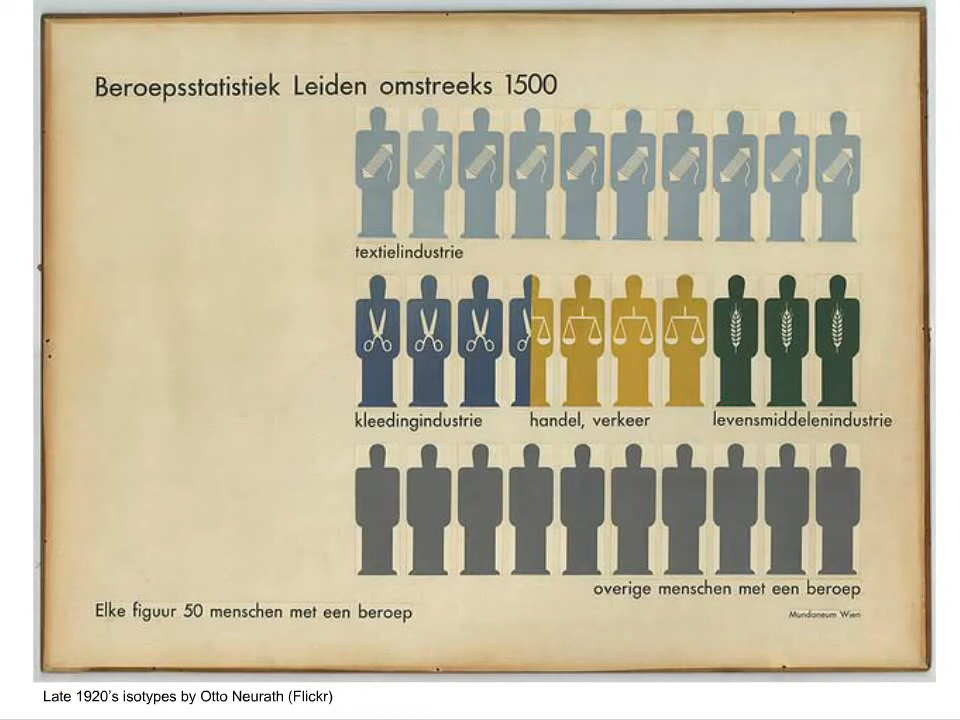 Beroepsstatistiek Leiden omstreeks 1500
textielindustrie
kleedingindustrie handel, verkeer levensmiddelenindustrie
overige menschen met een beroep
Elke figuur 50 menschen met een beroep
Mundaneum Wien
Late 1920's isotypes by Otto Neurath (Flickr)